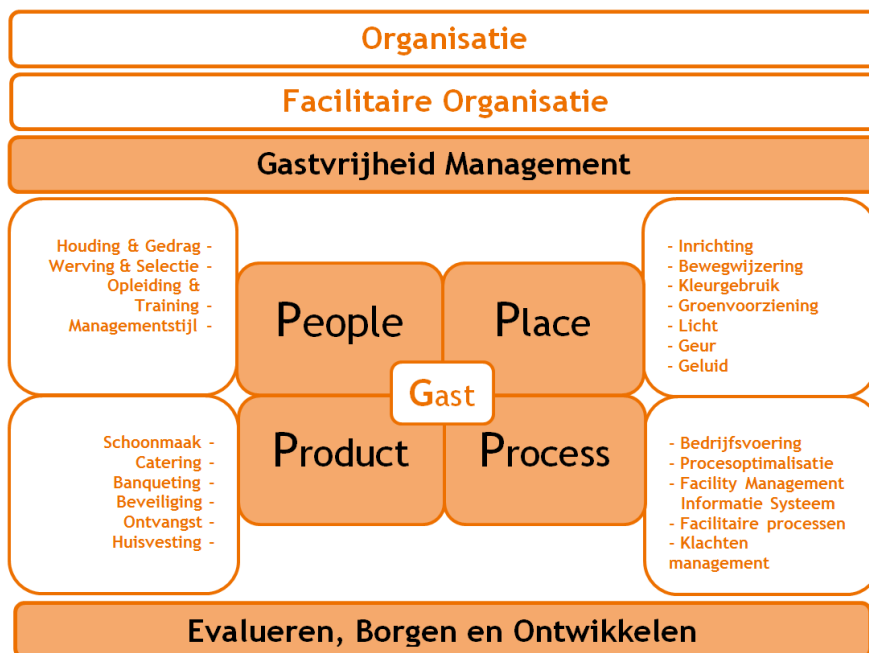 Organisatie
Facilitaire Organisatie
Gastvrijheid Management
Houding & Gedrag -
Werving & Selectie -
Opleiding &
Training -
Managementstijl -
- Inrichting
- Bewegwijzering
- Kleurgebruik
- Groenvoorziening
- Licht
- Geur
- Geluid
People
Place
Gast
Product
Process
Schoonmaak -
Catering -
Banqueting -
Beveiliging -
Ontvangst -
Huisvesting -
- Bedrijfsvoering
- Procesoptimalisatie
- Facility Management
Informatie Systeem
- Facilitaire processen
- Klachten
management
Evalueren, Borgen en Ontwikkelen